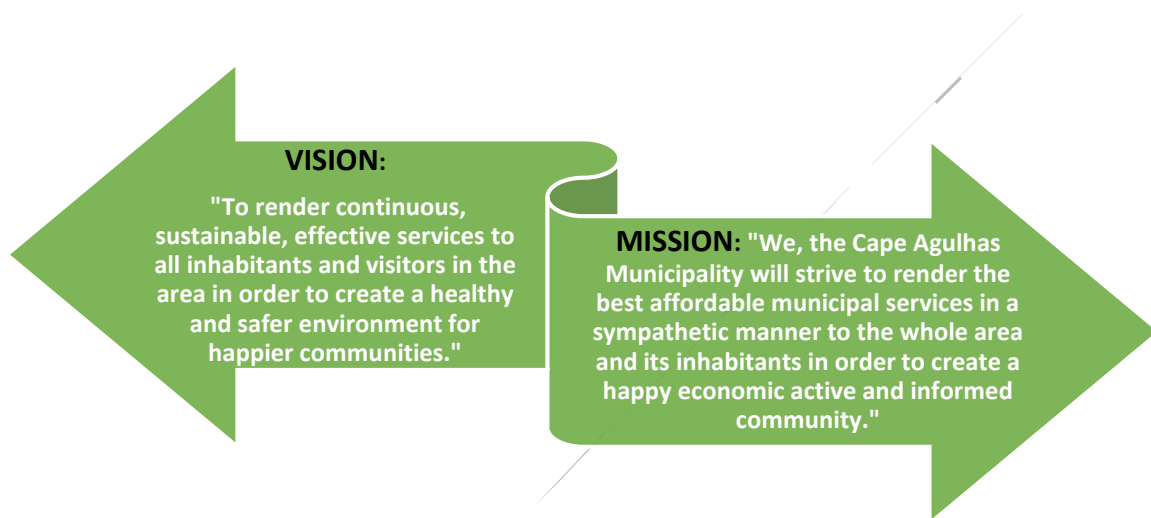 VISION:
"To render continuous,
sustainable, effective services to
all inhabitants and visitors in the
area in order to create a healthy
and safer environment for
happier communities."
MISSION: "We, the Cape Agulhas
Municipality will strive to render the
best affordable municipal services in a
sympathetic manner to the whole area
and its inhabitants in order to create a
happy economic active and informed
community."